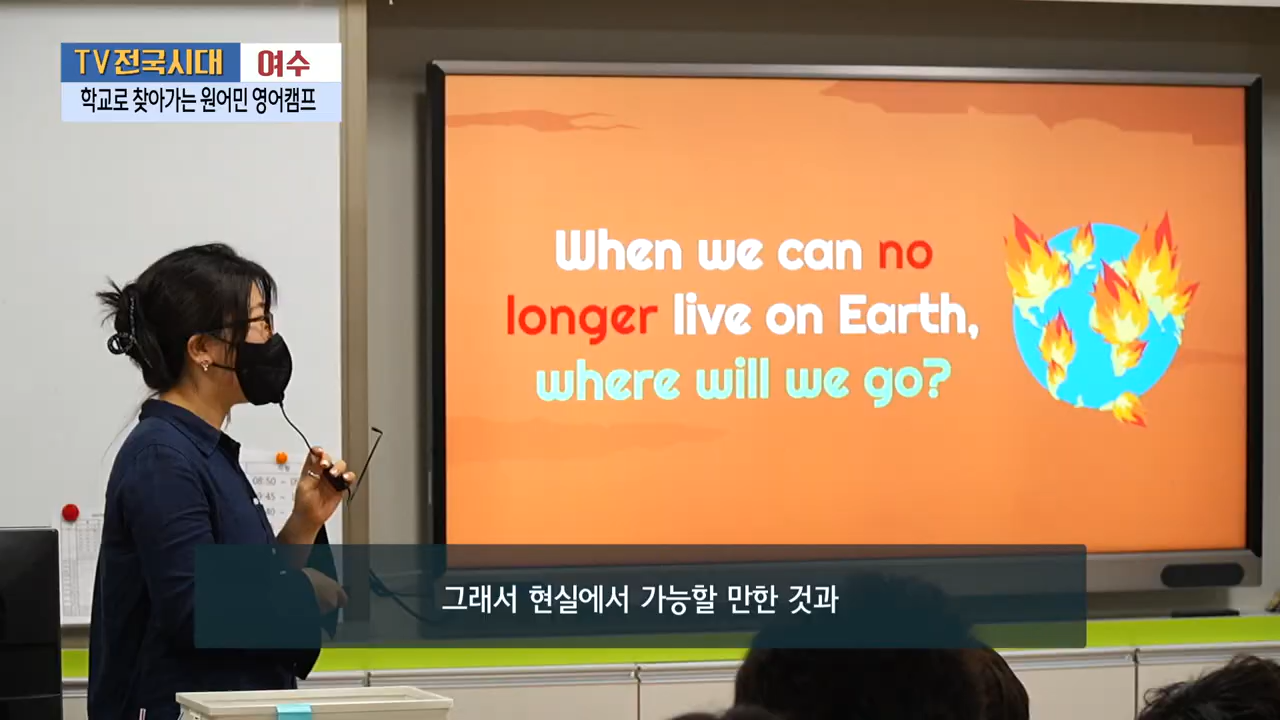 TV전국시대 여수
학교로 찾아가는 원어민 영어캠프
When we can no
longer live on Earth,
where will we go?
08:50 ~
그래서 현실에서 가능할 만한 것과